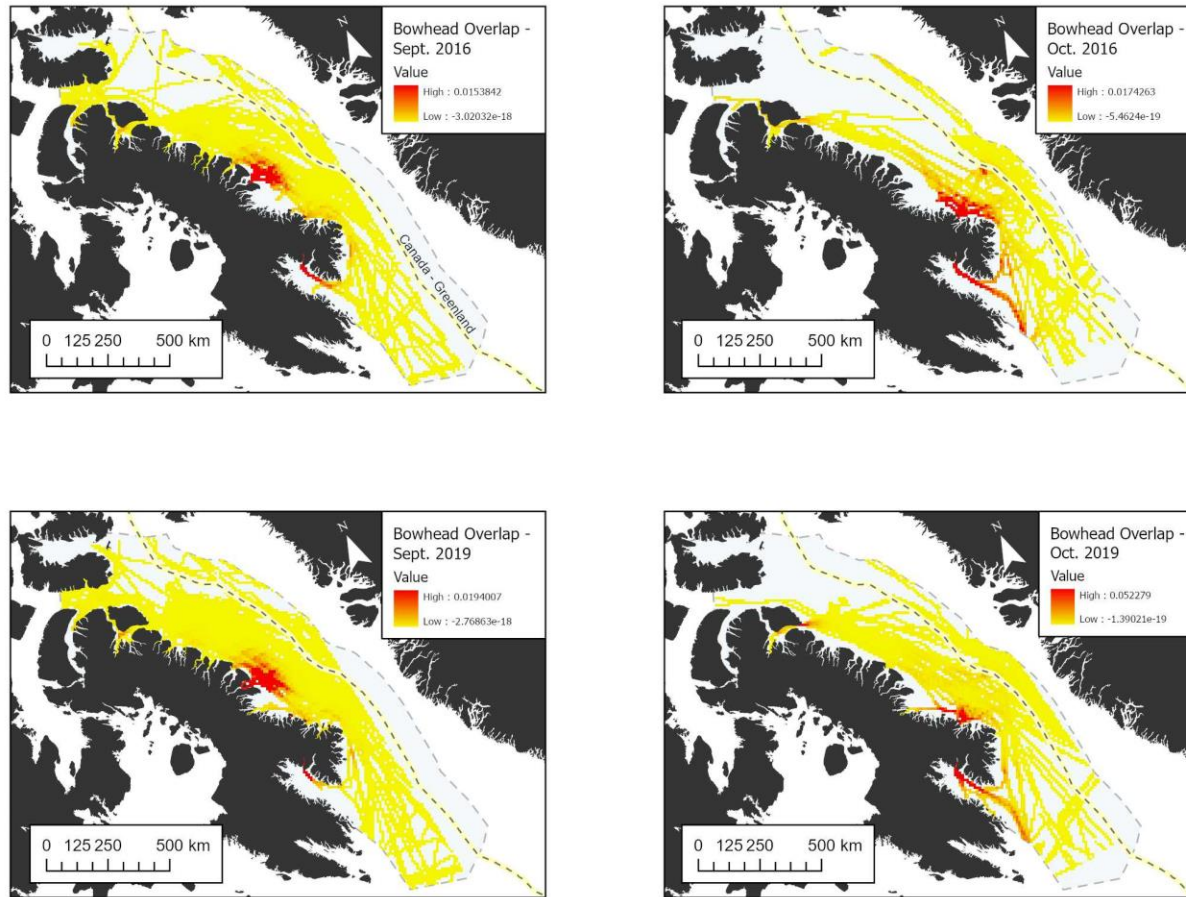 Bowhead Overlap -
Sept. 2016
Value
High : 0.0153842
Low : -3.02032e-18
N
Canada - Greenland
0 125 250 500 km
Bowhead Overlap -
Oct. 2016
Value
High : 0.0174263
Low : -5.4624e-19
N
0 125 250 500 km
Bowhead Overlap -
Sept. 2019
Value
High : 0.0194007
Low : -2.76863e-18
N
0 125 250 500 km
Bowhead Overlap -
Oct. 2019
Value
High : 0.052279
Low : -1.39021e-19
N
0 125 250 500 km